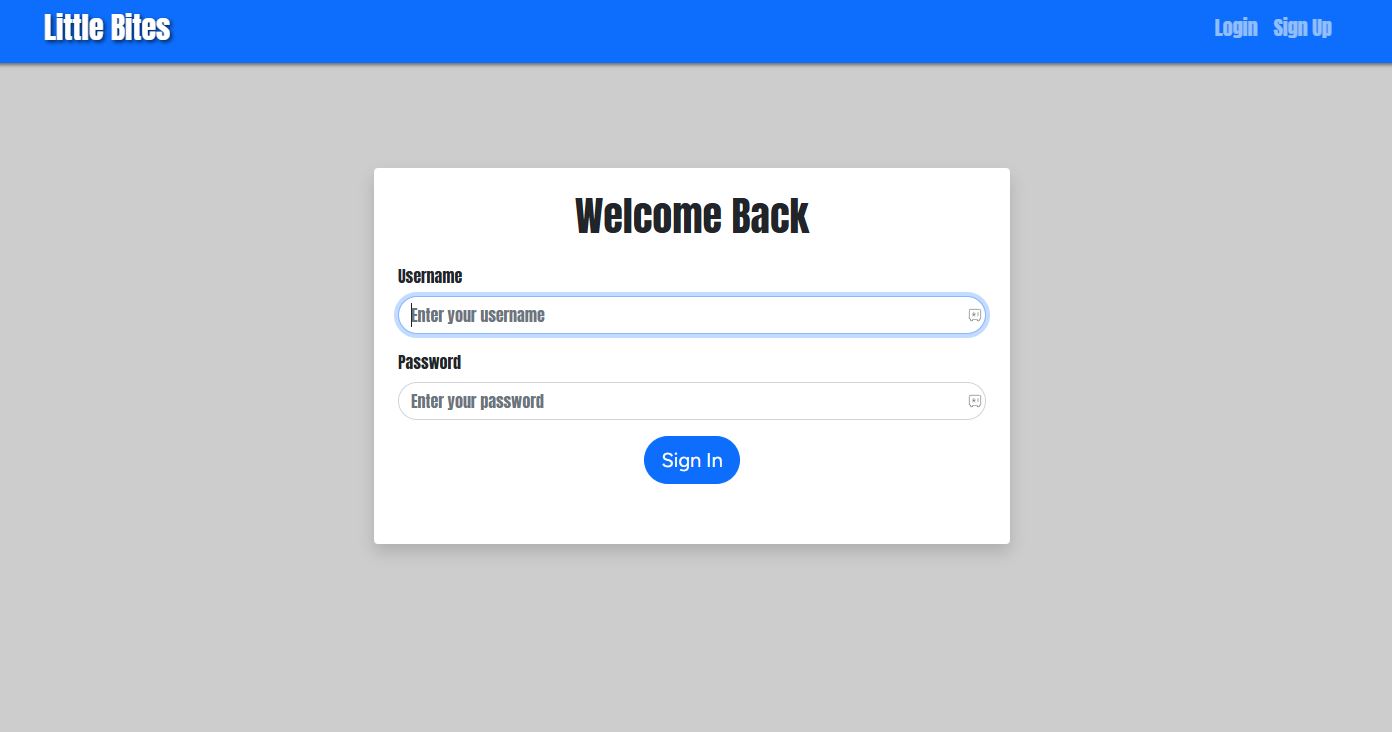 Little Bites
Login Sign Up
Welcome Back
Username
Enter your username
Password
Enter your password
Sign In